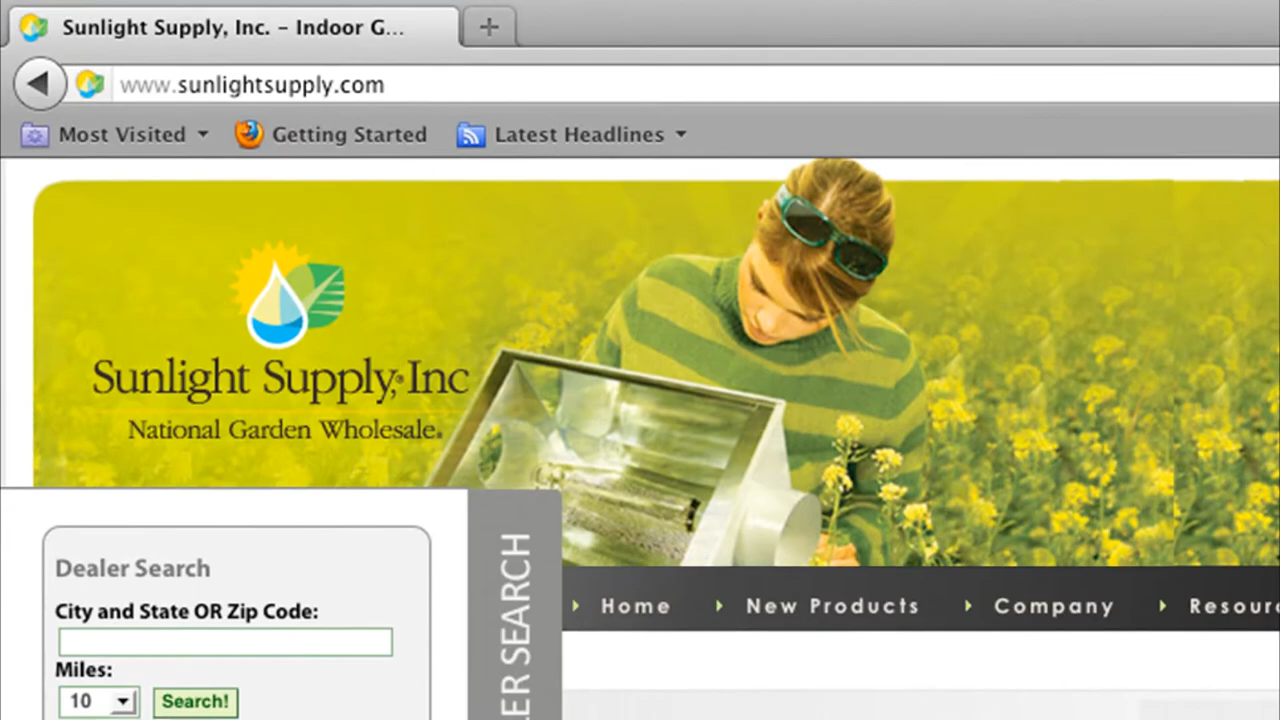 Sunlight Supply, Inc. – Indoor G...
www.sunlightsupply.com
Most Visited
Getting Started
Latest Headlines
Sunlight Supply,® Inc
National Garden Wholesale®
Dealer Search
City and State OR Zip Code:
Miles:
10 Search!
ER SEARCH
Home New Products Company Resour